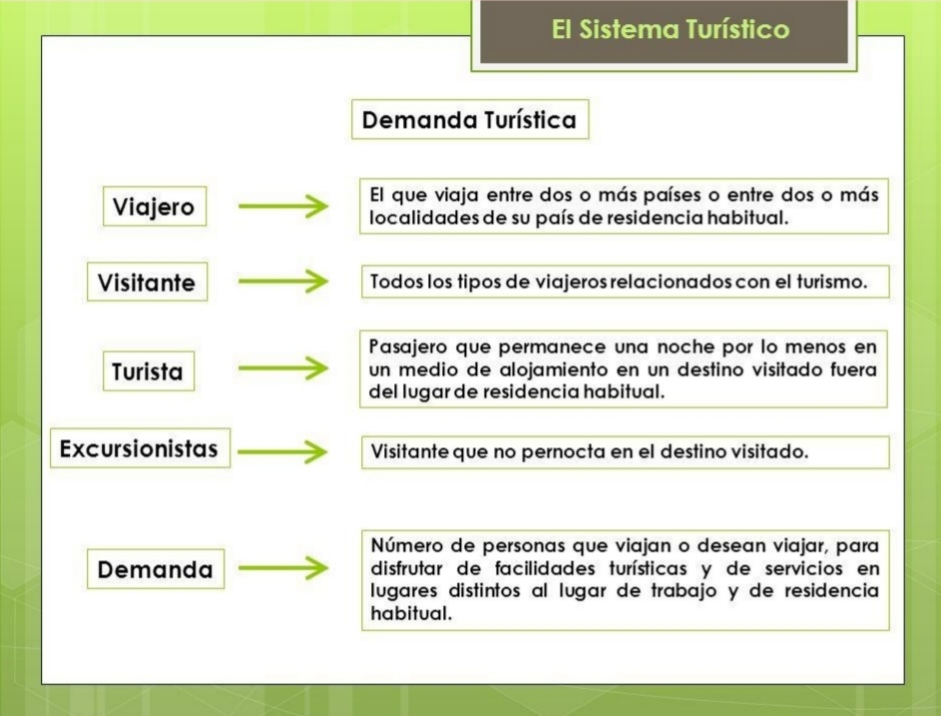 El Sistema Turístico
Demanda Turística
Viajero
El que viaja entre dos o más países o entre dos o más
localidades de su país de residencia habitual.
Visitante
Todos los tipos de viajeros relacionados con el turismo.
Turista
Pasajero que permanece una noche por lo menos en
un medio de alojamiento en un destino visitado fuera
del lugar de residencia habitual.
Excursionistas
Visitante que no pernocta en el destino visitado.
Demanda
Número de personas que viajan o desean viajar, para
disfrutar de facilidades turísticas y de servicios en
lugares distintos al lugar de trabajo y de residencia
habitual.